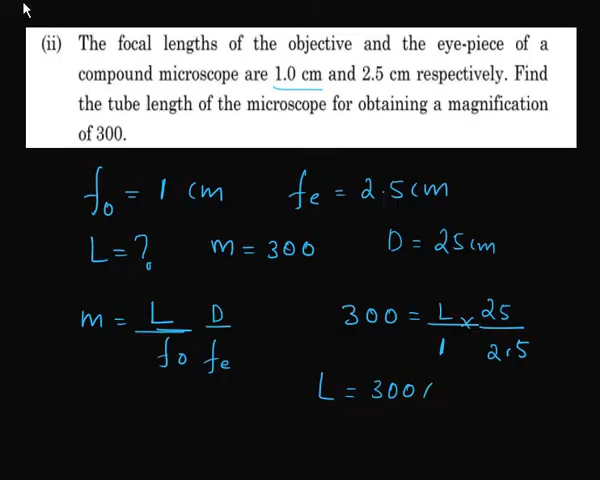 (ii) The focal lengths of the objective and the eye-piece of a
compound microscope are 1.0 cm and 2.5 cm respectively. Find
the tube length of the microscope for obtaining a magnification
of 300.
f₀ = 1 cm fₑ = 2.5 cm
L = ? m = 300 D = 25 cm
m = L/f₀ D/fₑ 300 = L/1 × 25/2.5
L = 300 /